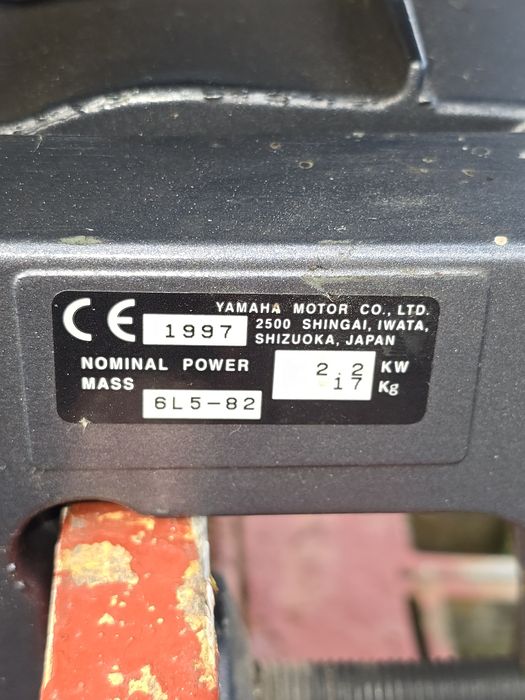 CE 1997 YAMAHA MOTOR CO., LTD.
2500 SHINGAI, IWATA,
SHIZUOKA, JAPAN
NOMINAL POWER 2.2 KW
MASS 17 Kg
6L5-82